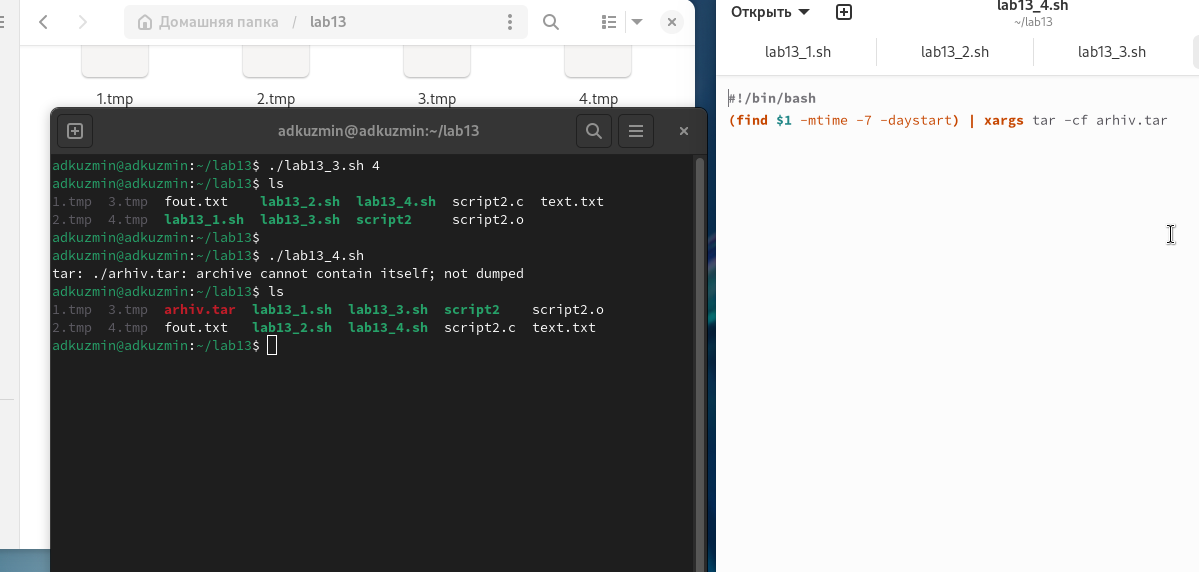 Домашняя папка / lab13
1.tmp 2.tmp 3.tmp 4.tmp
adkuzmin@adkuzmin:~/lab13
adkuzmin@adkuzmin:~/lab13$ ./lab13_3.sh 4
adkuzmin@adkuzmin:~/lab13$ ls
1.tmp 3.tmp fout.txt lab13_2.sh lab13_4.sh script2.c text.txt
2.tmp 4.tmp lab13_1.sh lab13_3.sh script2 script2.o
adkuzmin@adkuzmin:~/lab13$
adkuzmin@adkuzmin:~/lab13$ ./lab13_4.sh
tar: ./arhiv.tar: archive cannot contain itself; not dumped
adkuzmin@adkuzmin:~/lab13$ ls
1.tmp 3.tmp arhiv.tar lab13_1.sh lab13_3.sh script2 script2.o
2.tmp 4.tmp fout.txt lab13_2.sh lab13_4.sh script2.c text.txt
adkuzmin@adkuzmin:~/lab13$
Открыть
lab13_4.sh
~/lab13
lab13_1.sh lab13_2.sh lab13_3.sh
#!/bin/bash
(find $1 -mtime -7 -daystart) | xargs tar -cf arhiv.tar